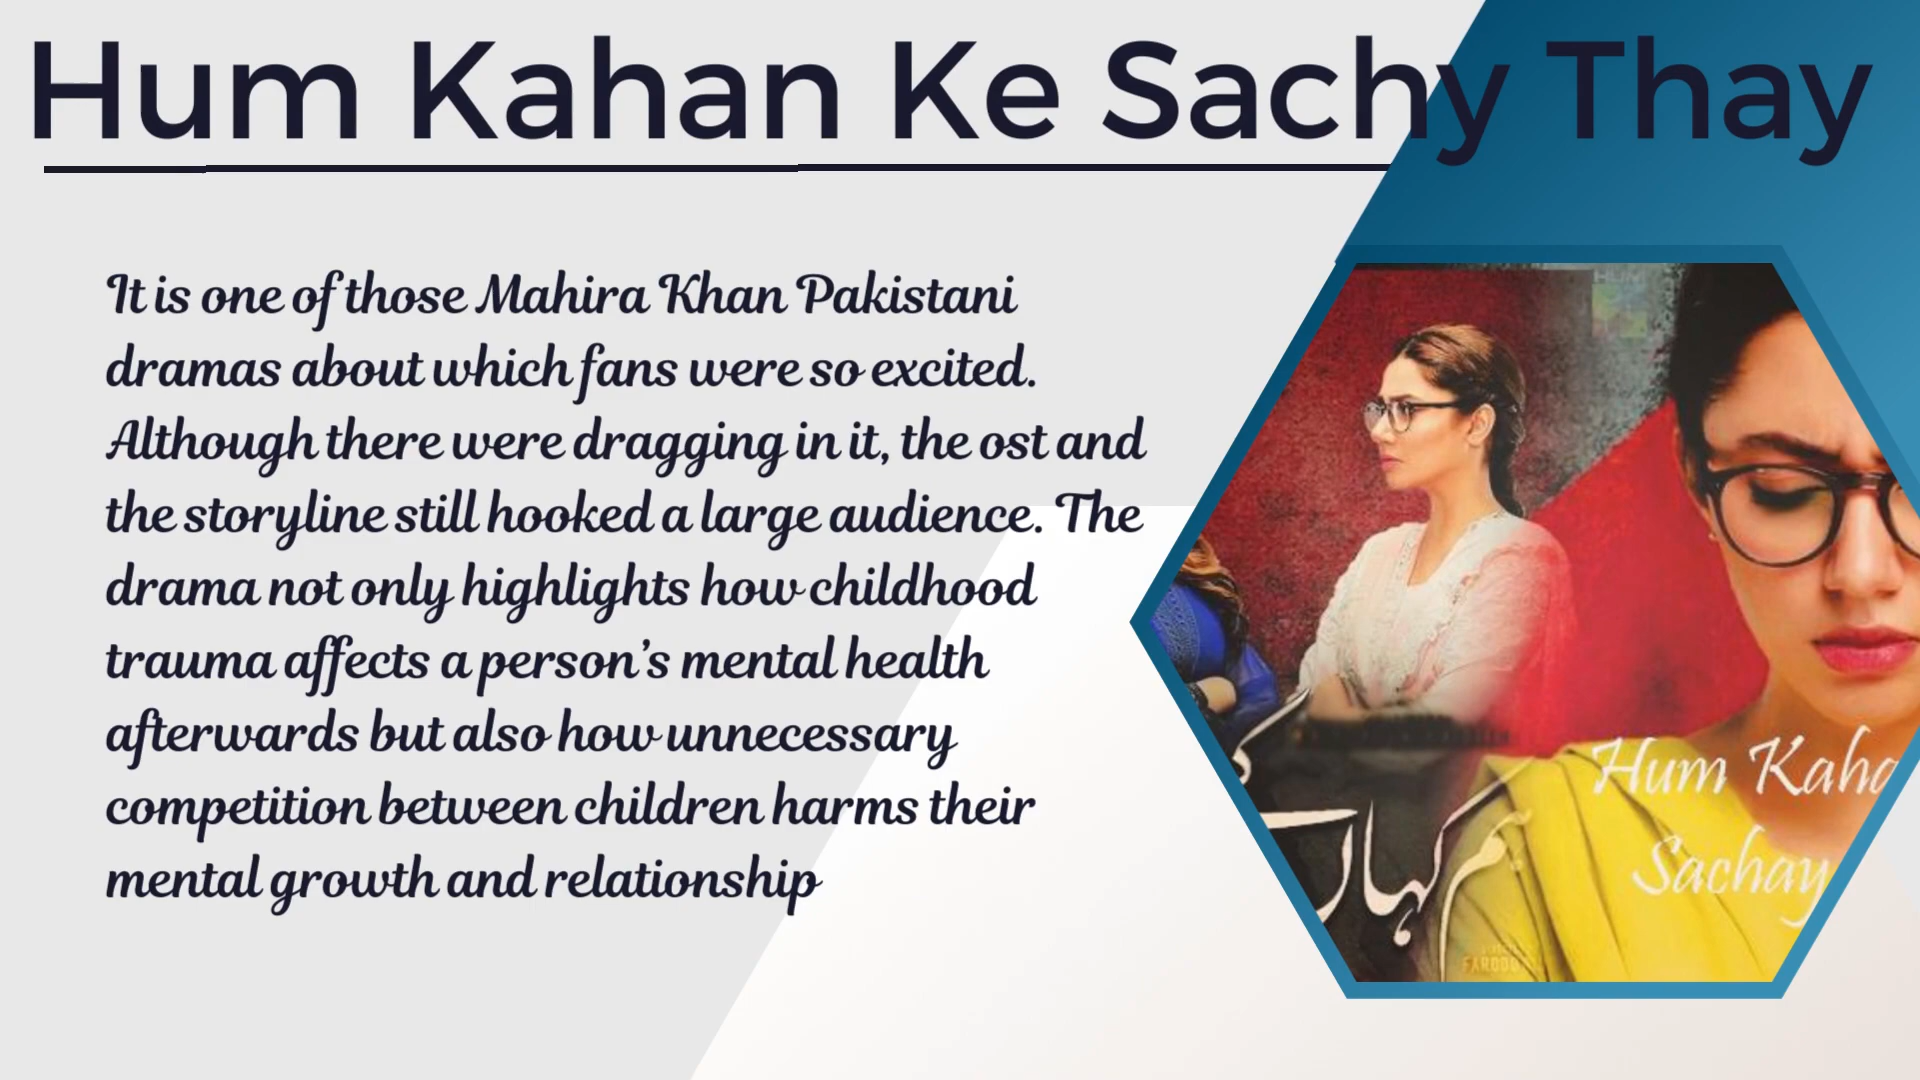 Hum Kahan Ke Sachy Thay
It is one of those Mahira Khan Pakistani
dramas about which fans were so excited.
Although there were dragging in it, the ost and
the storyline still hooked a large audience. The
drama not only highlights how childhood
trauma affects a person’s mental health
afterwards but also how unnecessary
competition between children harms their
mental growth and relationship
Hum Kaha
Sachay
ہم کہاں کے